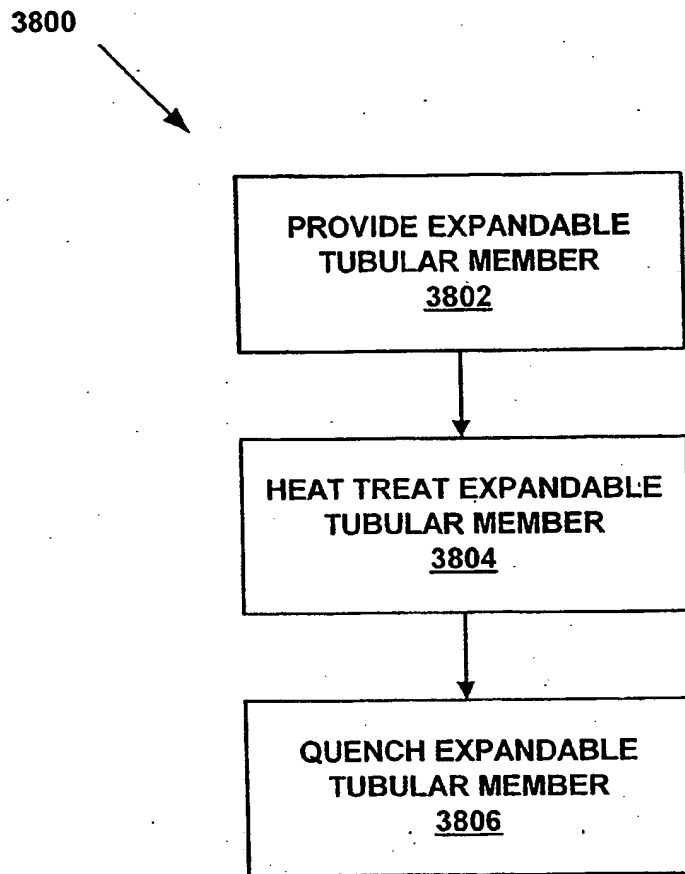 3800
PROVIDE EXPANDABLE
TUBULAR MEMBER
3802
HEAT TREAT EXPANDABLE
TUBULAR MEMBER
3804
QUENCH EXPANDABLE
TUBULAR MEMBER
3806